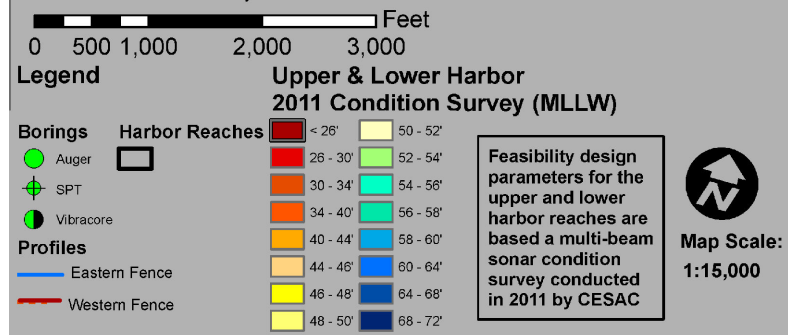 Feet
0 500 1,000 2,000 3,000
Legend
Upper & Lower Harbor
2011 Condition Survey (MLLW)
Borings
Auger
SPT
Vibracore
Profiles
Eastern Fence
Western Fence
Harbor Reaches
< 26'
26 - 30'
30 - 34'
34 - 40'
40 - 44'
44 - 46'
46 - 48'
48 - 50'
50 - 52'
52 - 54'
54 - 56'
56 - 58'
58 - 60'
60 - 64'
64 - 68'
68 - 72'
Feasibility design
parameters for the
upper and lower
harbor reaches are
based a multi-beam
sonar condition
survey conducted
in 2011 by CESAC
N
Map Scale:
1:15,000